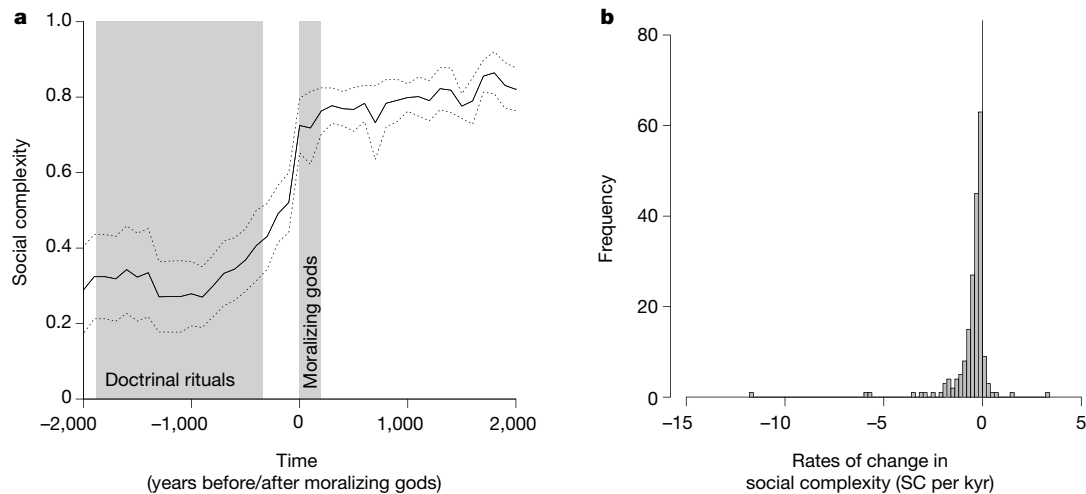 a
1.0
0.8
0.6
0.4
0.2
0
Social complexity
Doctrinal rituals
Moralizing gods
−2,000 −1,000 0 1,000 2,000
Time
(years before/after moralizing gods)
b
80
60
40
20
0
Frequency
−15 −10 −5 0 5
Rates of change in
social complexity (SC per kyr)